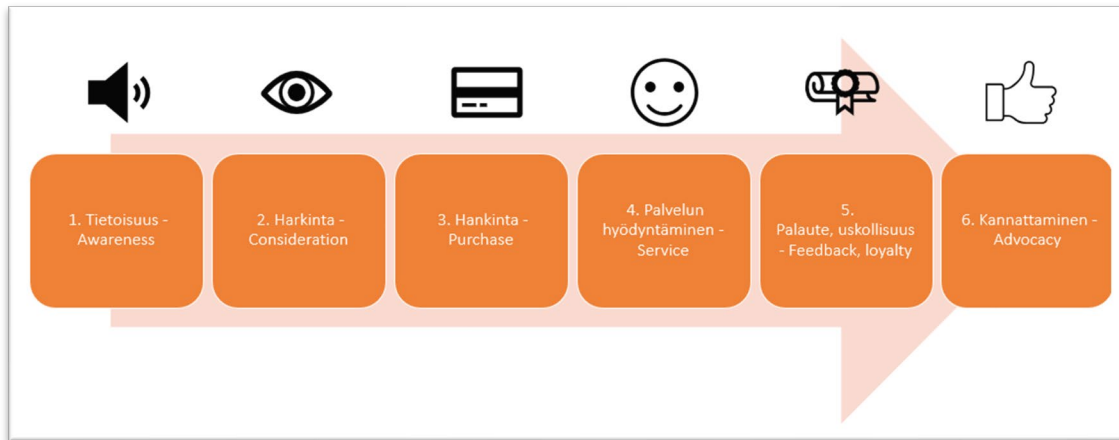 1. Tietoisuus -
Awareness
2. Harkinta -
Consideration
3. Hankinta -
Purchase
4. Palvelun
hyödyntäminen -
Service
5.
Palaute, uskollisuus
- Feedback, loyalty
6. Kannattaminen -
Advocacy